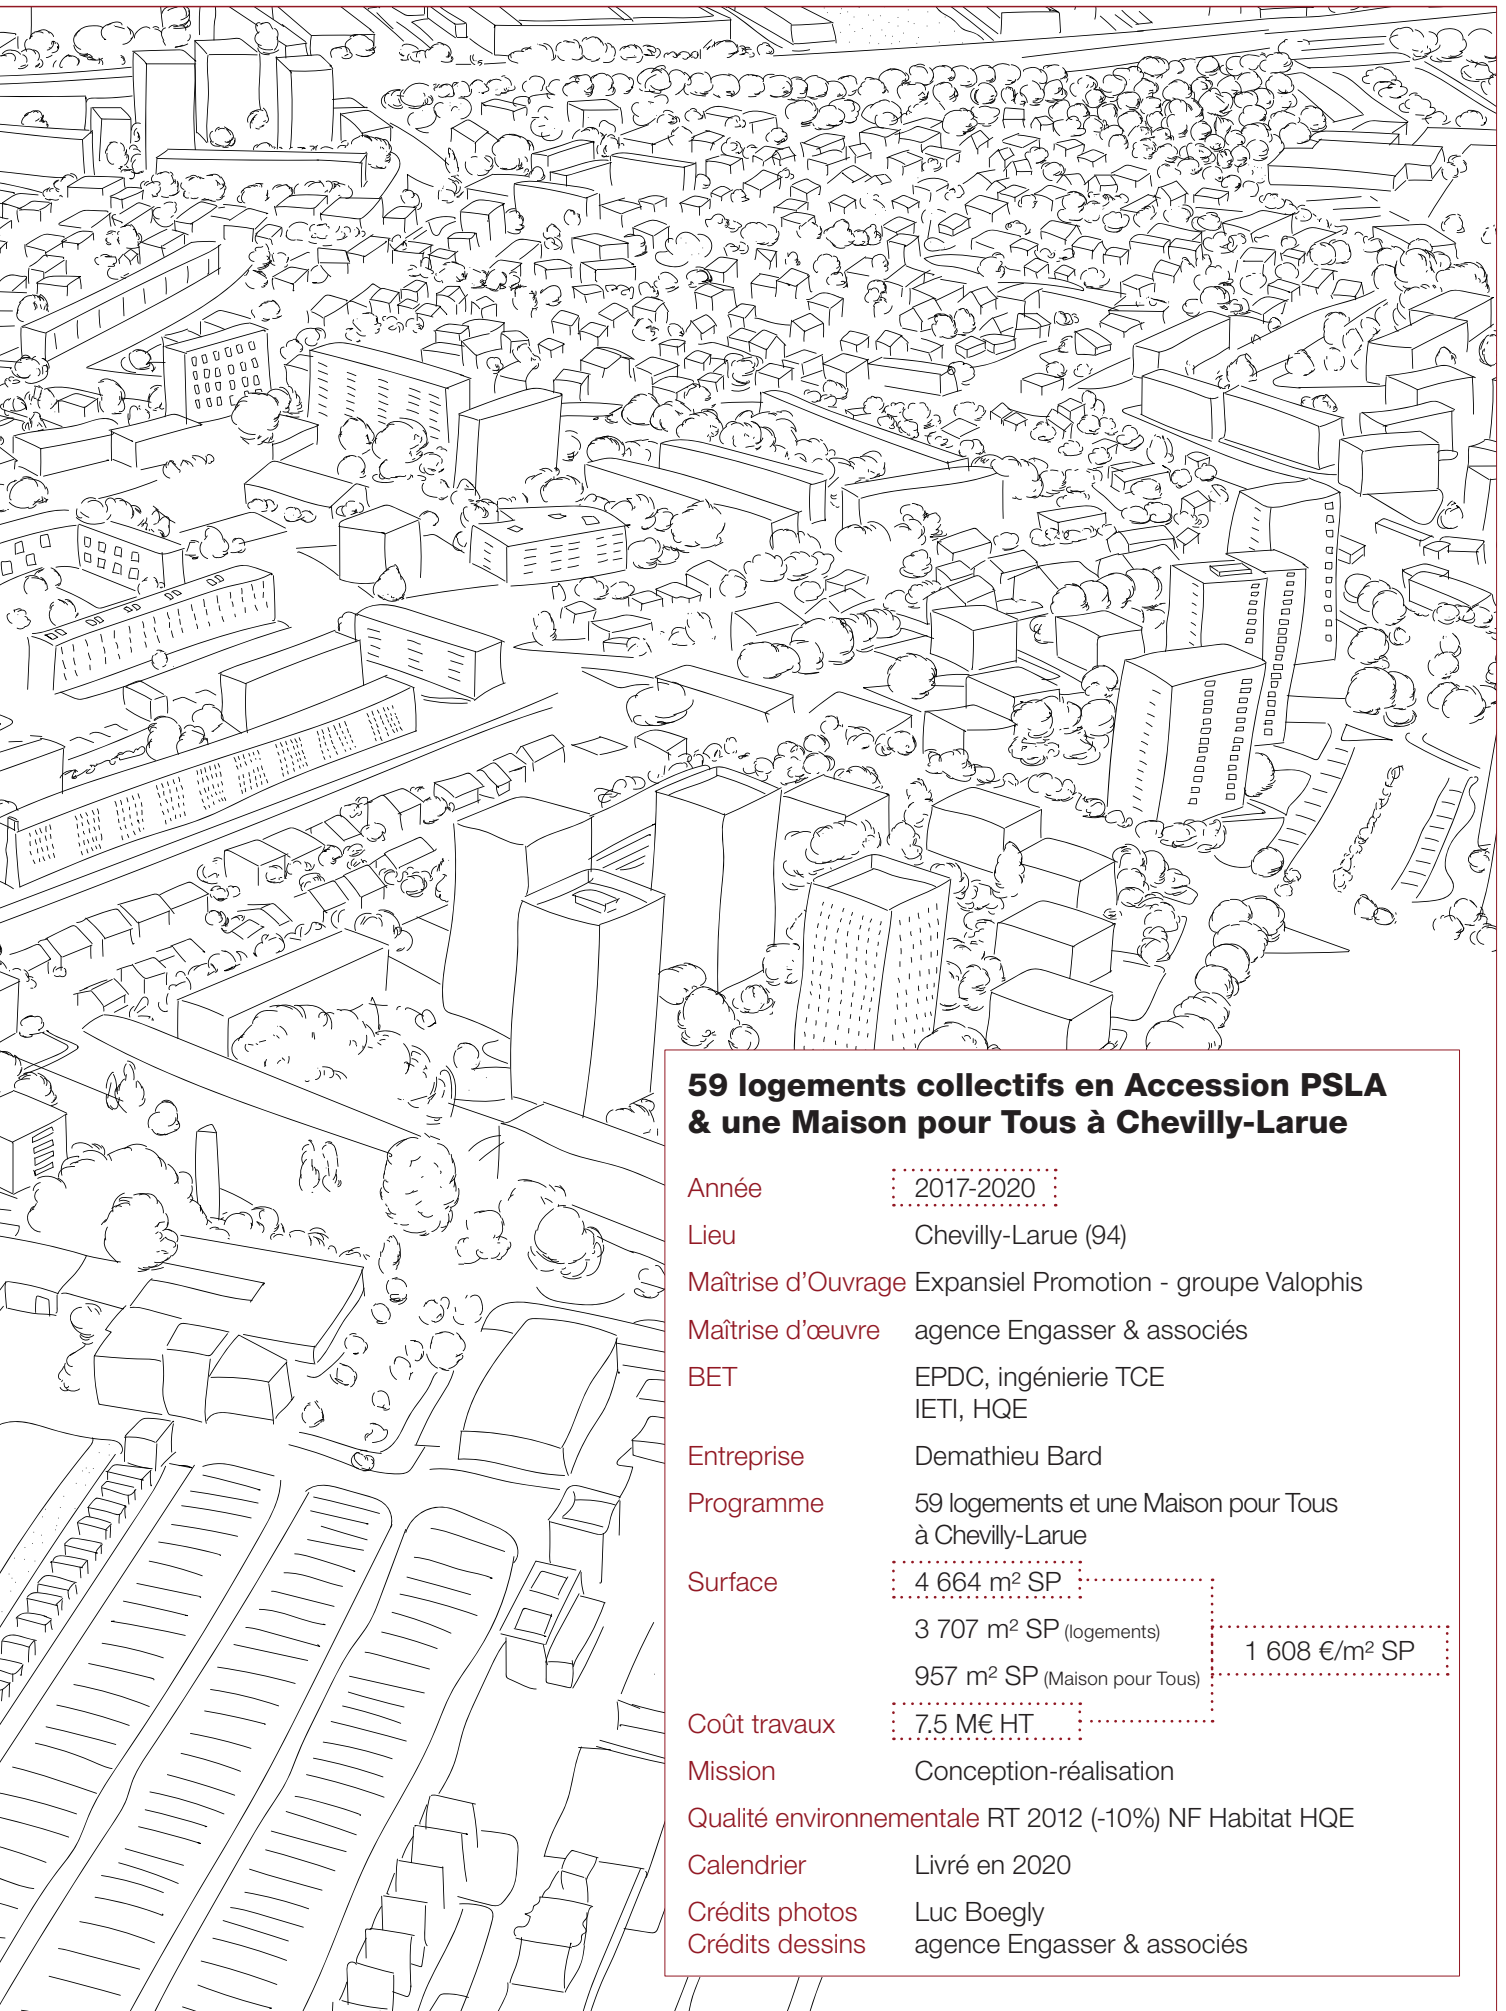 59 logements collectifs en Accession PSLA
& une Maison pour Tous à Chevilly-Larue
Année 2017-2020
Lieu Chevilly-Larue (94)
Maîtrise d'Ouvrage Expansiel Promotion - groupe Valophis
Maîtrise d'œuvre agence Engasser & associés
BET EPDC, ingénierie TCE
IETI, HQE
Entreprise Demathieu Bard
Programme 59 logements et une Maison pour Tous
à Chevilly-Larue
Surface 4 664 m² SP
3 707 m² SP (logements)
1 608 €/m² SP
957 m² SP (Maison pour Tous)
Coût travaux 7.5 M€ HT
Mission Conception-réalisation
Qualité environnementale RT 2012 (-10%) NF Habitat HQE
Calendrier Livré en 2020
Crédits photos Luc Boegly
Crédits dessins agence Engasser & associés